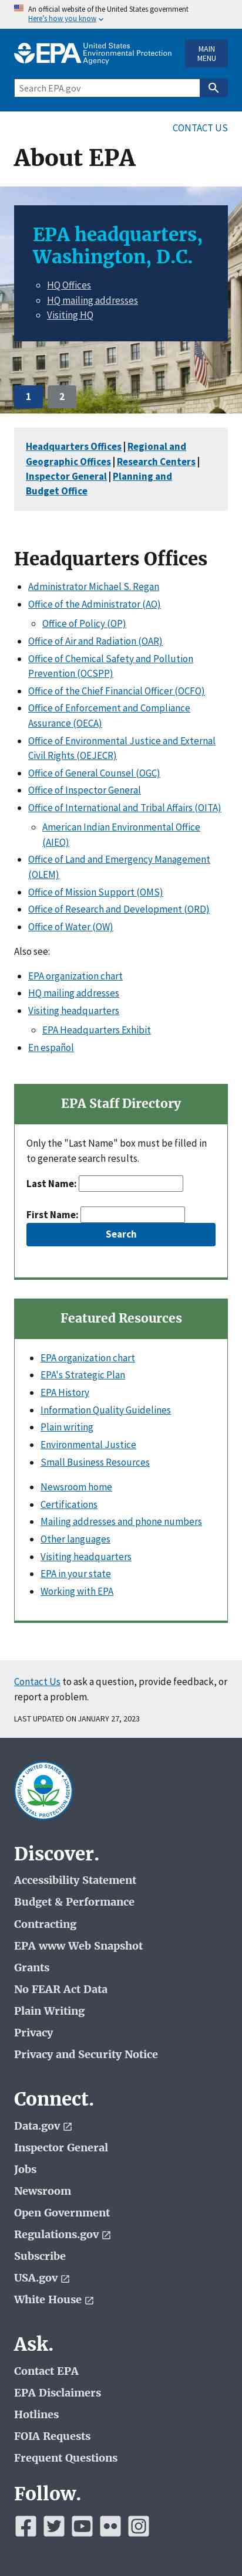 An official website of the United States government
Here's how you know
EPA United States
Environmental Protection
Agency
MAIN
MENU
Search EPA.gov
CONTACT US
About EPA
EPA headquarters,
Washington, D.C.
HQ Offices
HQ mailing addresses
Visiting HQ
1
2
Headquarters Offices | Regional and
Geographic Offices | Research Centers |
Inspector General | Planning and
Budget Office
Headquarters Offices
Administrator Michael S. Regan
Office of the Administrator (AO)
Office of Policy (OP)
Office of Air and Radiation (OAR)
Office of Chemical Safety and Pollution
Prevention (OCSPP)
Office of the Chief Financial Officer (OCFO)
Office of Enforcement and Compliance
Assurance (OECA)
Office of Environmental Justice and External
Civil Rights (OEJECR)
Office of General Counsel (OGC)
Office of Inspector General
Office of International and Tribal Affairs (OITA)
American Indian Environmental Office
(AIEO)
Office of Land and Emergency Management
(OLEM)
Office of Mission Support (OMS)
Office of Research and Development (ORD)
Office of Water (OW)
Also see:
EPA organization chart
HQ mailing addresses
Visiting headquarters
EPA Headquarters Exhibit
En español
EPA Staff Directory
Only the "Last Name" box must be filled in
to generate search results.
Last Name:
First Name:
Search
Featured Resources
EPA organization chart
EPA's Strategic Plan
EPA History
Information Quality Guidelines
Plain writing
Environmental Justice
Small Business Resources
Newsroom home
Certifications
Mailing addresses and phone numbers
Other languages
Visiting headquarters
EPA in your state
Working with EPA
Contact Us to ask a question, provide feedback, or
report a problem.
LAST UPDATED ON JANUARY 27, 2023
UNITED STATES
ENVIRONMENTAL PROTECTION AGENCY
Discover.
Accessibility Statement
Budget & Performance
Contracting
EPA www Web Snapshot
Grants
No FEAR Act Data
Plain Writing
Privacy
Privacy and Security Notice
Connect.
Data.gov
Inspector General
Jobs
Newsroom
Open Government
Regulations.gov
Subscribe
USA.gov
White House
Ask.
Contact EPA
EPA Disclaimers
Hotlines
FOIA Requests
Frequent Questions
Follow.